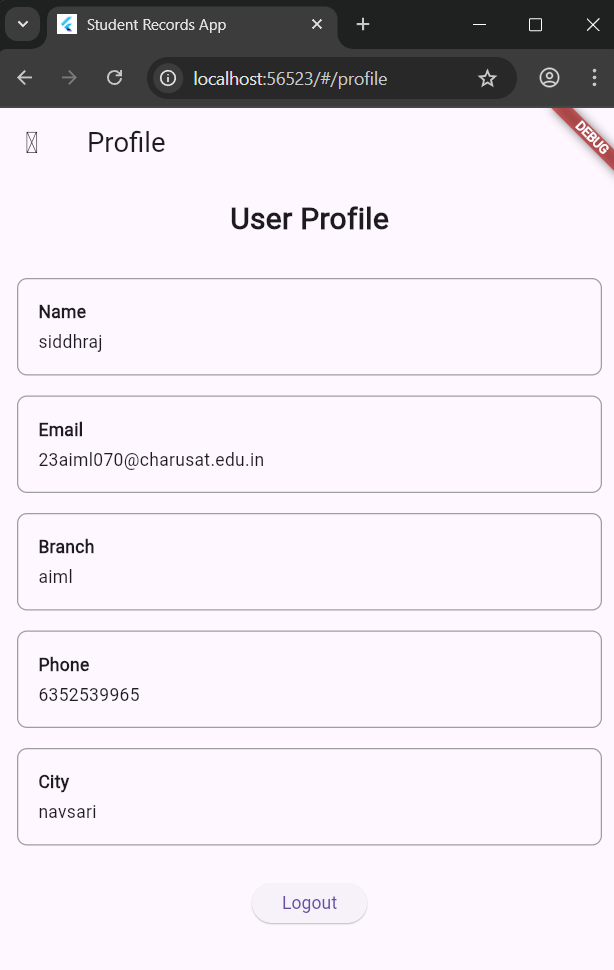 Student Records App
localhost:56523/#/profile
Profile
DEBUG
User Profile
Name
siddhraj
Email
23aiml070@charusat.edu.in
Branch
aiml
Phone
6352539965
City
navsari
Logout